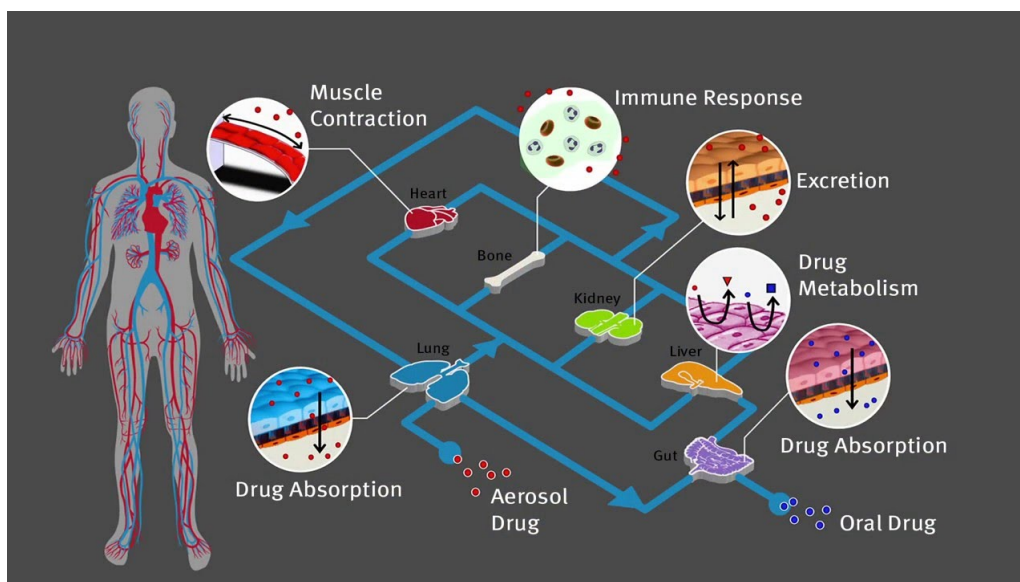 Muscle
Contraction
Immune Response
Excretion
Heart
Bone
Drug
Metabolism
Kidney
Lung
Liver
Drug Absorption
Gut
Drug Absorption
Aerosol
Drug
Oral Drug